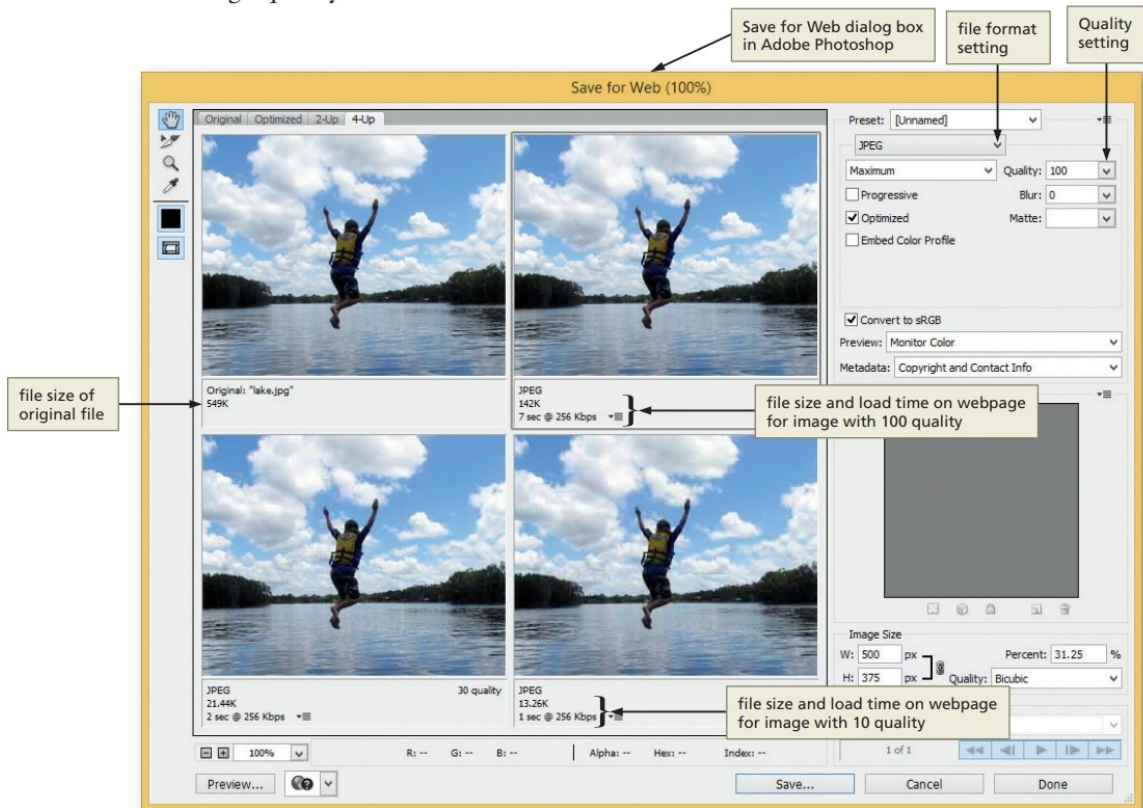 Save for Web dialog box
in Adobe Photoshop
file format
setting
Quality
setting
Save for Web (100%)
Original
Optimized
2-Up
4-Up
Preset: [Unnamed]
JPEG
Maximum
Quality: 100
Progressive
Blur: 0
Optimized
Matte:
Embed Color Profile
Convert to sRGB
Preview: Monitor Color
Metadata: Copyright and Contact Info
file size of
original file
Original: "lake.jpg"
549K
JPEG
142K
7 sec @ 256 Kbps
file size and load time on webpage
for image with 100 quality
Image Size
W: 500 px
Percent: 31.25 %
H: 375 px
Quality: Bicubic
JPEG
30 quality
21.44K
2 sec @ 256 Kbps
JPEG
13.26K
1 sec @ 256 Kbps
file size and load time on webpage
for image with 10 quality
1 of 1
100%
R: --
G: --
B: --
Alpha: --
Hex: --
Index: --
Preview...
Save...
Cancel
Done